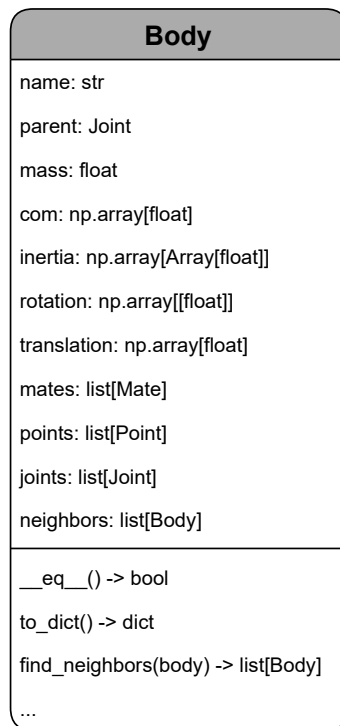 Body
name: str
parent: Joint
mass: float
com: np.array[float]
inertia: np.array[Array[float]]
rotation: np.array[[float]]
translation: np.array[float]
mates: list[Mate]
points: list[Point]
joints: list[Joint]
neighbors: list[Body]
__eq__() -> bool
to_dict() -> dict
find_neighbors(body) -> list[Body]
...